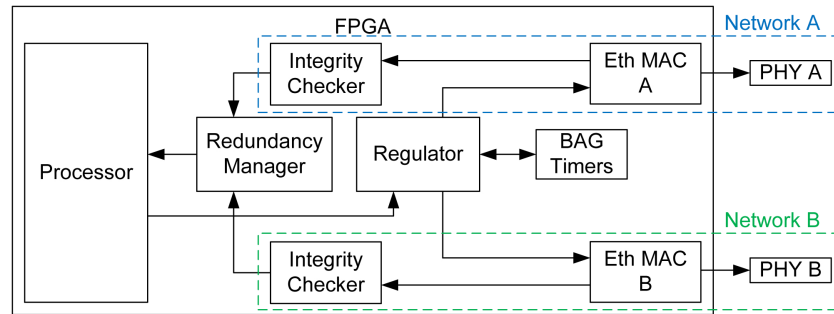 FPGA
Network A
Integrity
Checker
Eth MAC
A
PHY A
Processor
Redundancy
Manager
Regulator
BAG
Timers
Network B
Integrity
Checker
Eth MAC
B
PHY B